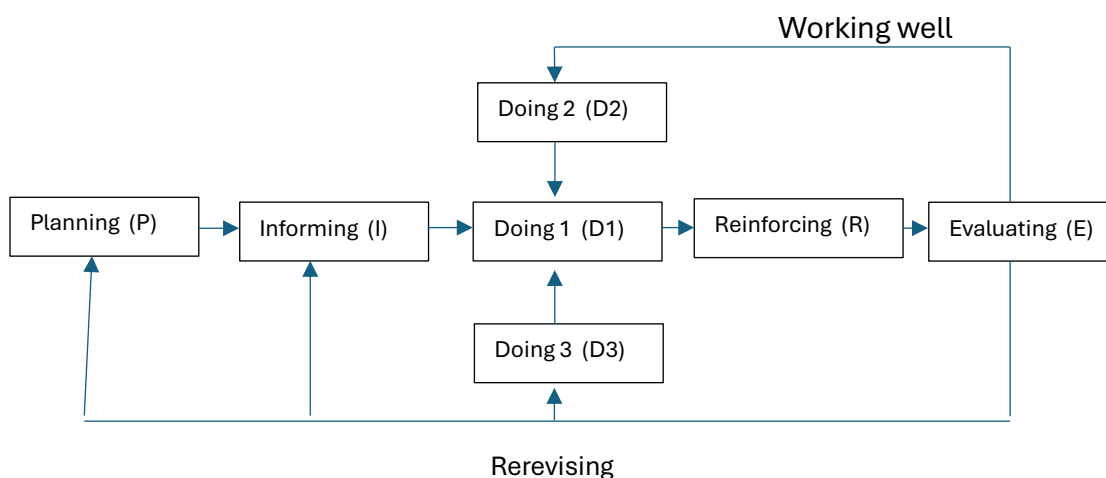 Working well
Doing 2 (D2)
Planning (P)
Informing (I)
Doing 1 (D1)
Reinforcing (R)
Evaluating (E)
Doing 3 (D3)
Rerevising